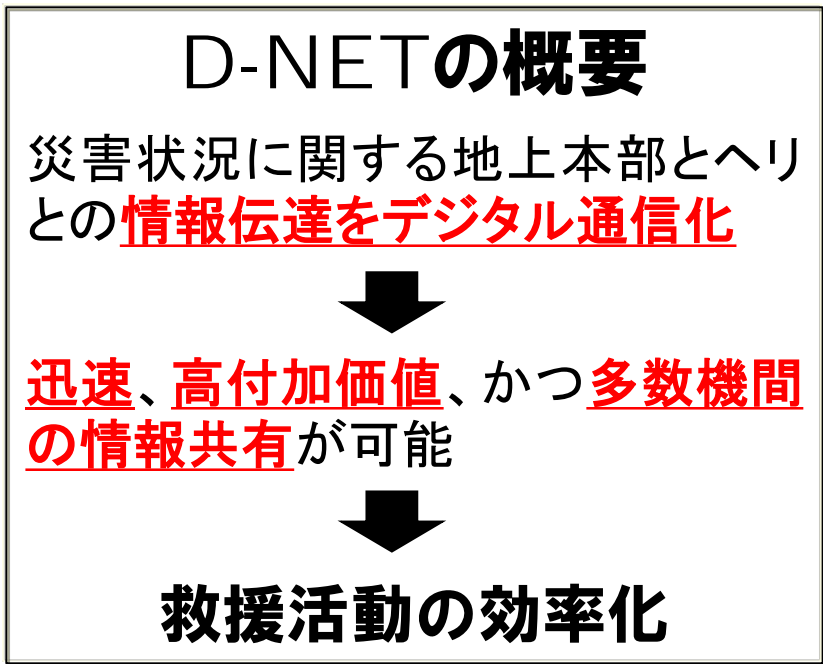 D-NETの概要
災害状況に関する地上本部とヘリ
との情報伝達をデジタル通信化
迅速、高付加価値、かつ多数機間
の情報共有が可能
救援活動の効率化